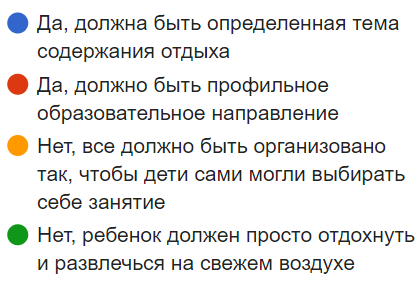 Да, должна быть определенная тема
содержания отдыха
Да, должно быть профильное
образовательное направление
Нет, все должно быть организовано
так, чтобы дети сами могли выбирать
себе занятие
Нет, ребенок должен просто отдохнуть
и развлечься на свежем воздухе